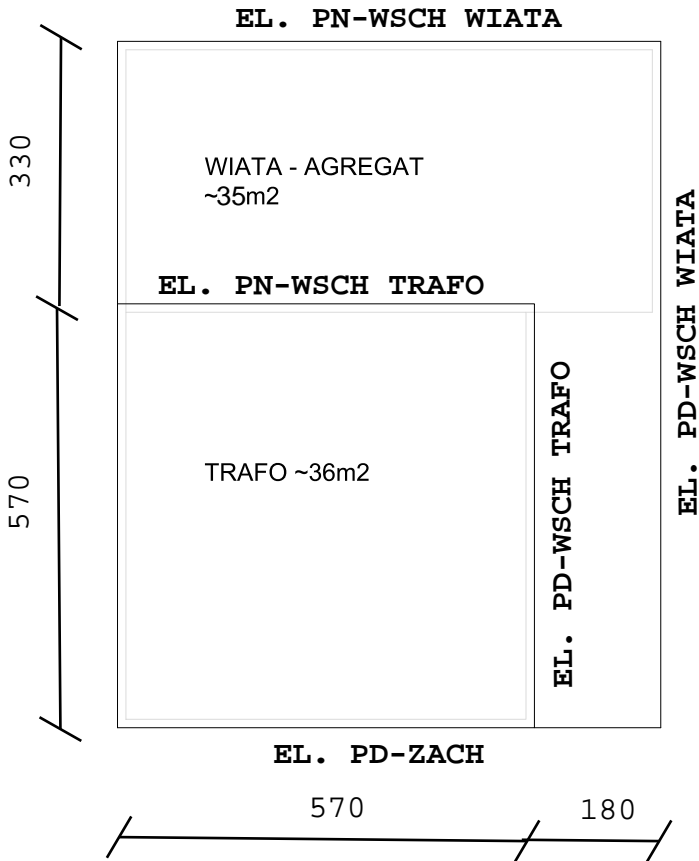 EL. PN-WSCH WIATA
330
WIATA - AGREGAT
~35m2
EL. PD-WSCH WIATA
EL. PN-WSCH TRAFO
570
TRAFO ~36m2
EL. PD-WSCH TRAFO
EL. PD-ZACH
570
180